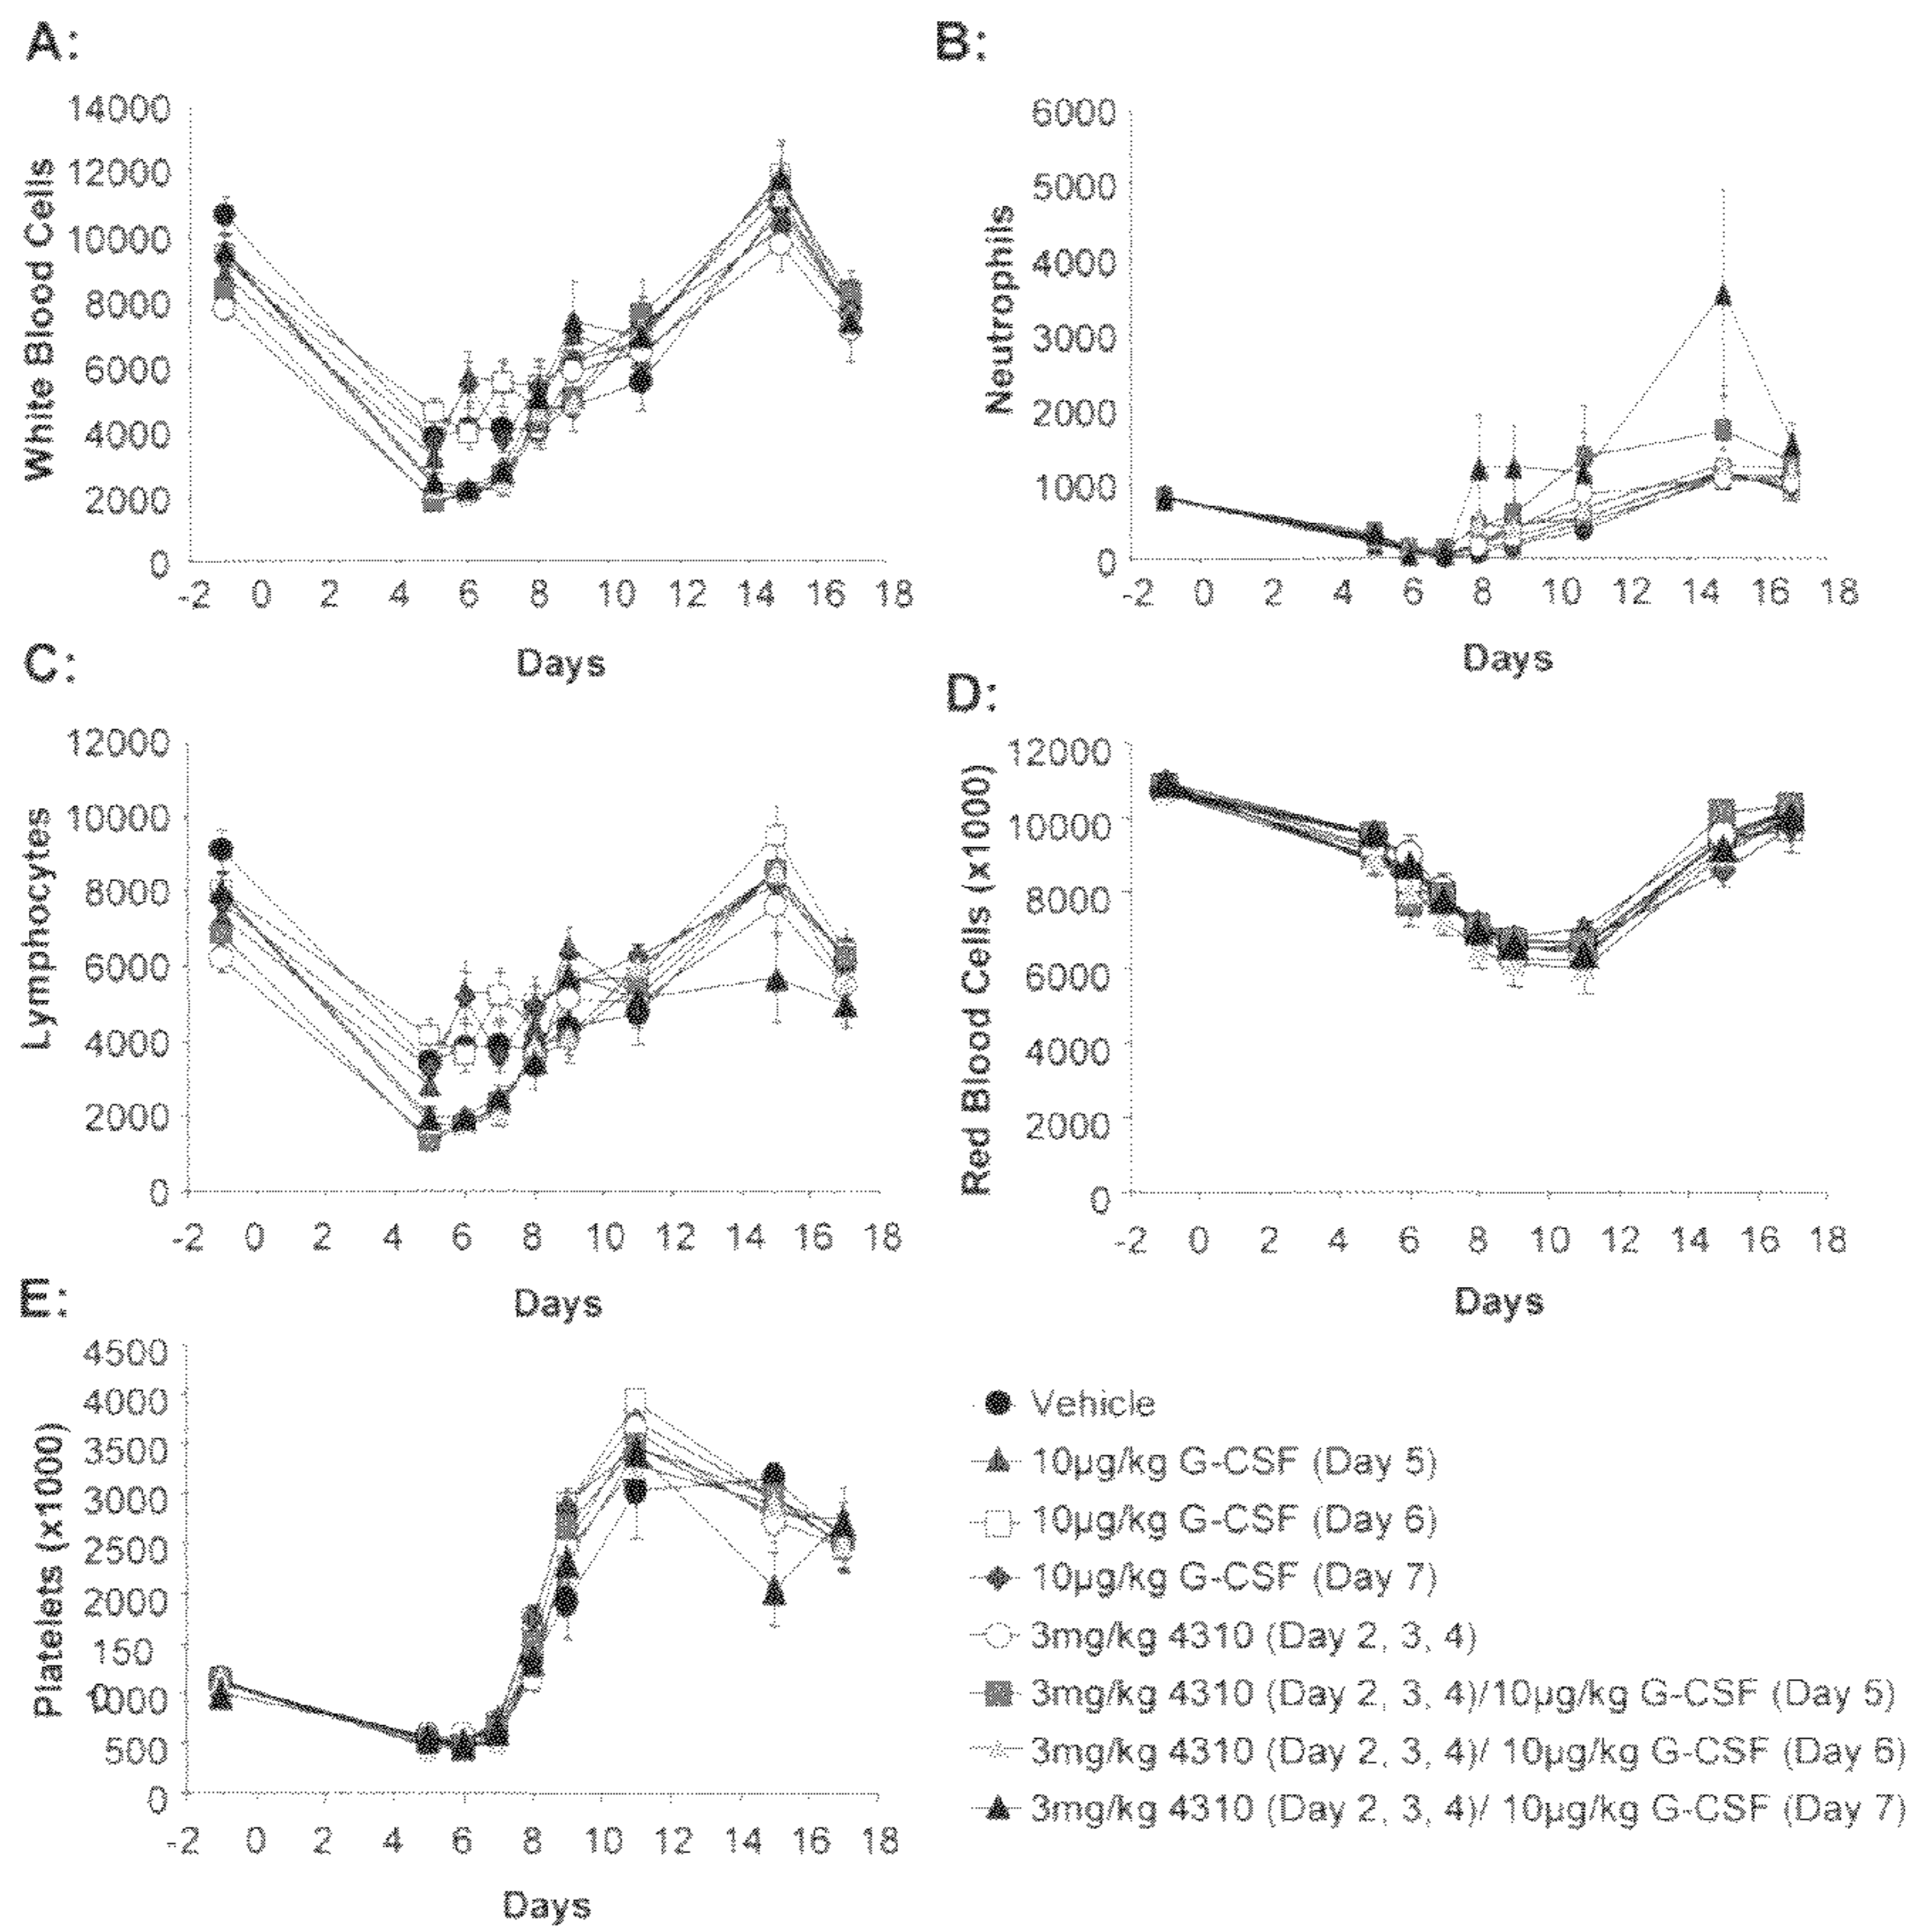 A:
White Blood Cells
14000
12000
10000
8000
6000
4000
2000
0
-2 0 2 4 6 8 10 12 14 16 18
Days
B:
Neutrophils
6000
5000
4000
3000
2000
1000
0
-2 0 2 4 6 8 10 12 14 16 18
Days
C:
Lymphocytes
12000
10000
8000
6000
4000
2000
0
-2 0 2 4 6 8 10 12 14 16 18
Days
D:
Red Blood Cells (x1000)
12000
10000
8000
6000
4000
2000
0
-2 0 2 4 6 8 10 12 14 16 18
Days
E:
Platelets (x1000)
4500
4000
3500
3000
2500
2000
150
0
1000
500
0
-2 0 2 4 6 8 10 12 14 16 18
Days
Vehicle
10µg/kg G-CSF (Day 5)
10µg/kg G-CSF (Day 6)
10µg/kg G-CSF (Day 7)
3mg/kg 4310 (Day 2, 3, 4)
3mg/kg 4310 (Day 2, 3, 4)/10µg/kg G-CSF (Day 5)
3mg/kg 4310 (Day 2, 3, 4)/ 10µg/kg G-CSF (Day 6)
3mg/kg 4310 (Day 2, 3, 4)/ 10µg/kg G-CSF (Day 7)